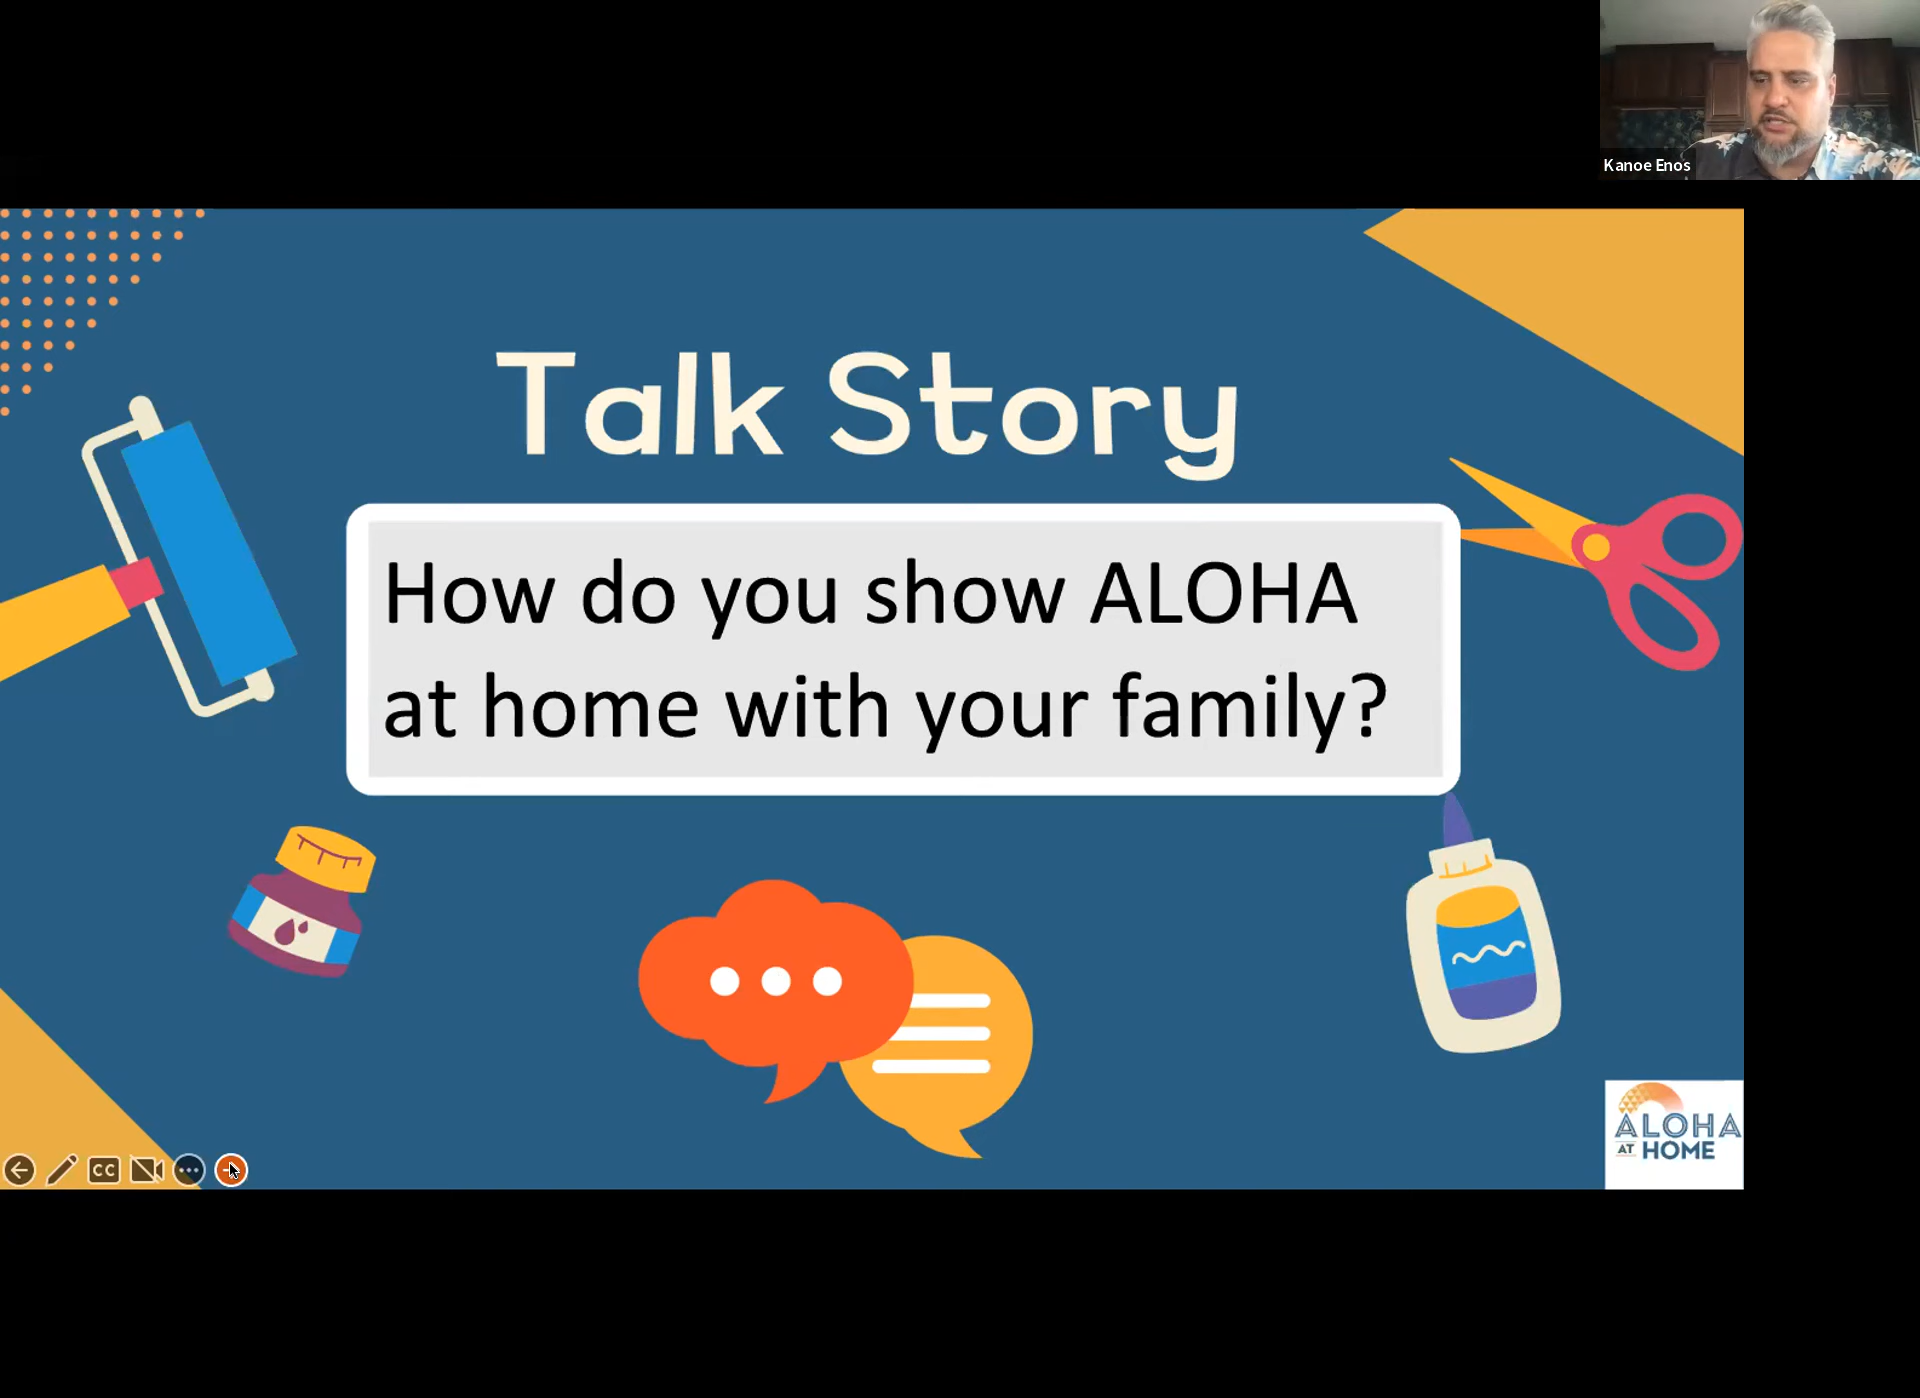 Kanoe Enos
Talk Story
How do you show ALOHA
at home with your family?
ALOHA
AT HOME
CC